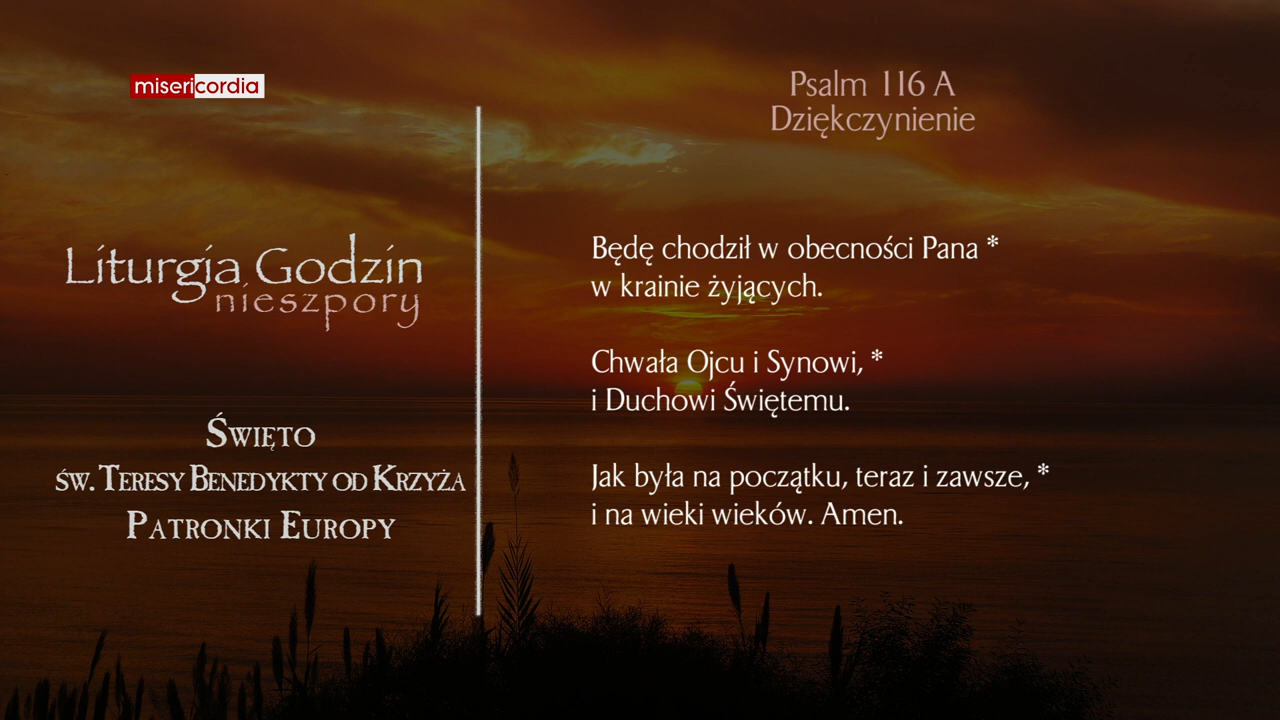 misericordia
Liturgia Godzin
nieszpory
Święto
św. Teresy Benedykty od Krzyża
Patronki Europy
Psalm 116 A
Dziękczynienie
Będę chodził w obecności Pana *
w krainie żyjących.
Chwała Ojcu i Synowi, *
i Duchowi Świętemu.
Jak była na początku, teraz i zawsze, *
i na wieki wieków. Amen.